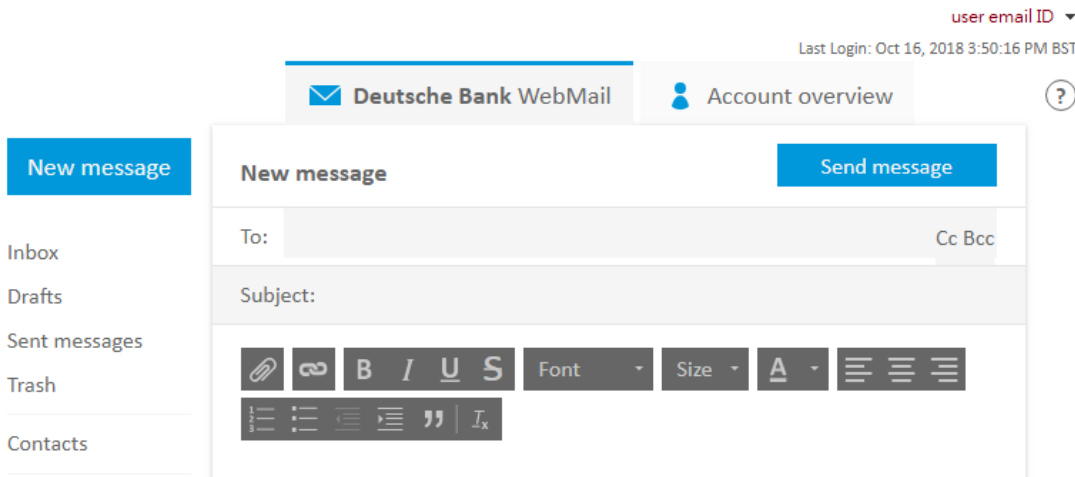 user email ID
Last Login: Oct 16, 2018 3:50:16 PM BST
Deutsche Bank WebMail
Account overview
?
New message
New message
Send message
To:
Cc Bcc
Inbox
Drafts
Subject:
Sent messages
Trash
B I U S Font Size A
Contacts